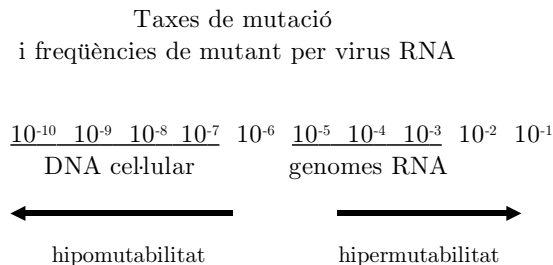 Taxes de mutació
i freqüències de mutant per virus RNA
10⁻¹⁰ 10⁻⁹ 10⁻⁸ 10⁻⁷ 10⁻⁶ 10⁻⁵ 10⁻⁴ 10⁻³ 10⁻² 10⁻¹
DNA cel·lular genomes RNA
hipomutabilitat hipermutabilitat